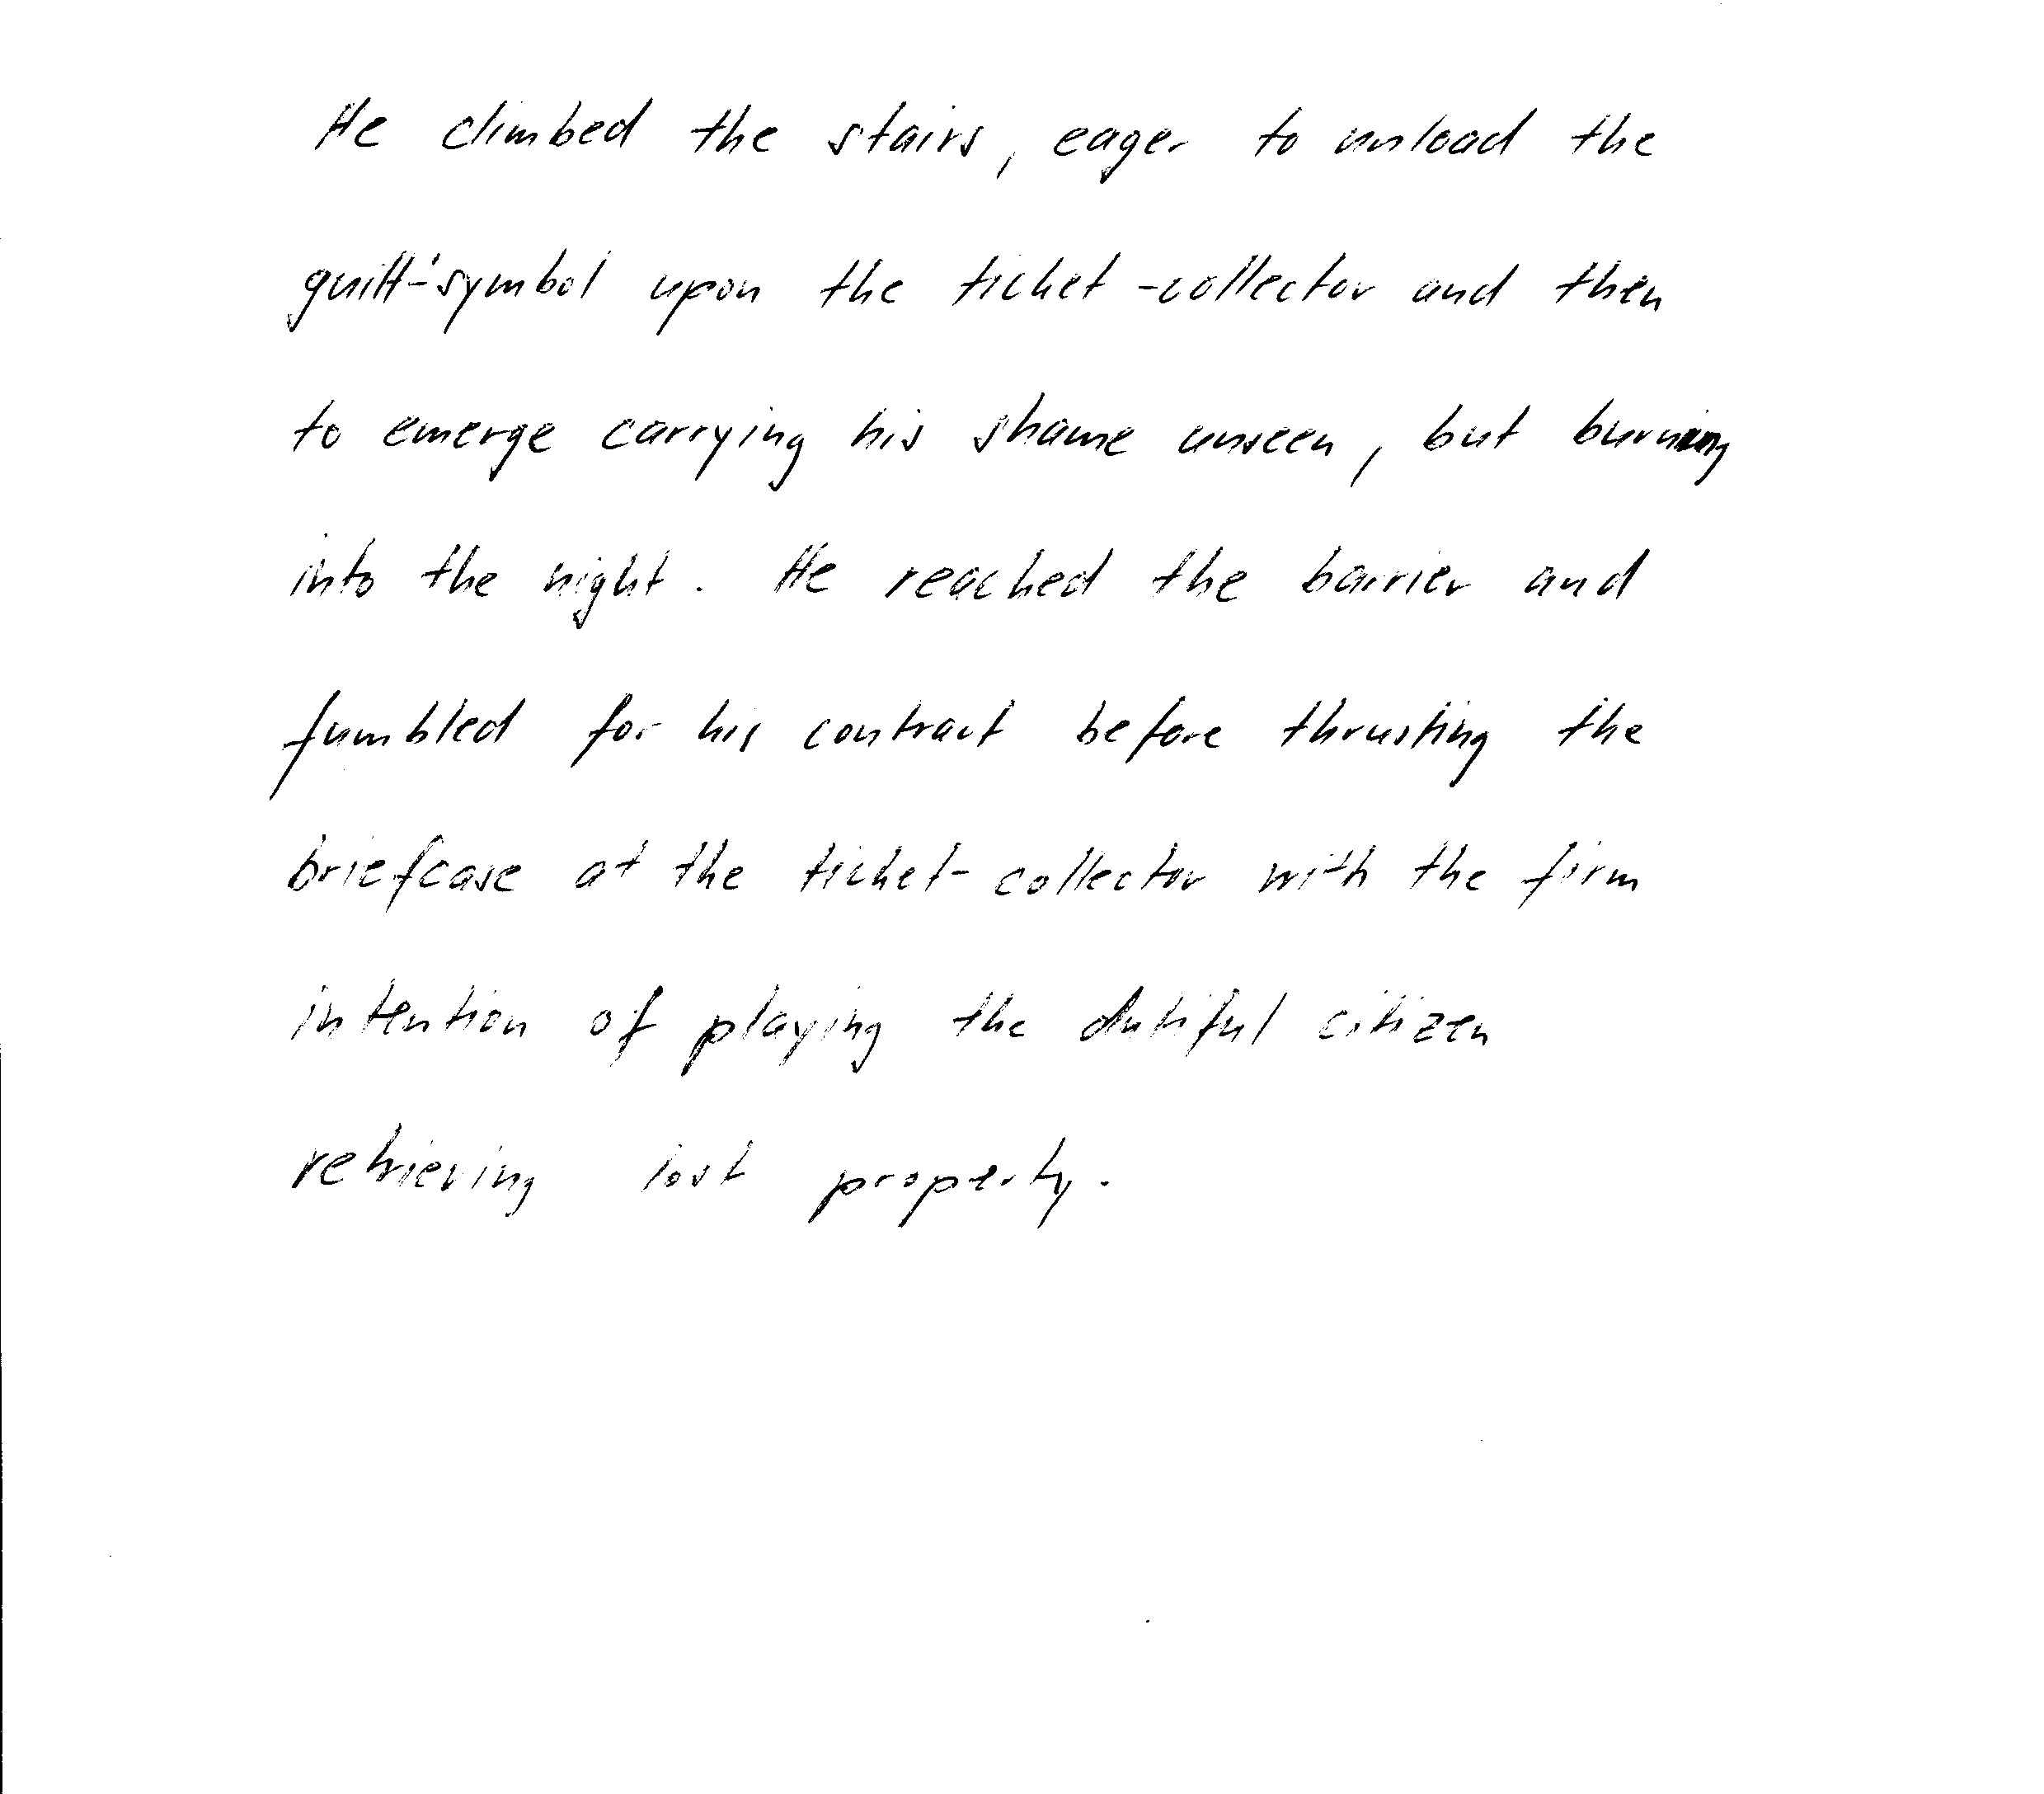 He climbed the stairs, eager to unload the
guilt-symbol upon the ticket-collector and then
to emerge carrying his shame unseen, but burning
into the night. He reached the barrier and
fumbled for his contract before thrusting the
briefcase at the ticket-collector with the firm
intention of playing the dutiful citizen
retrieving lost property.